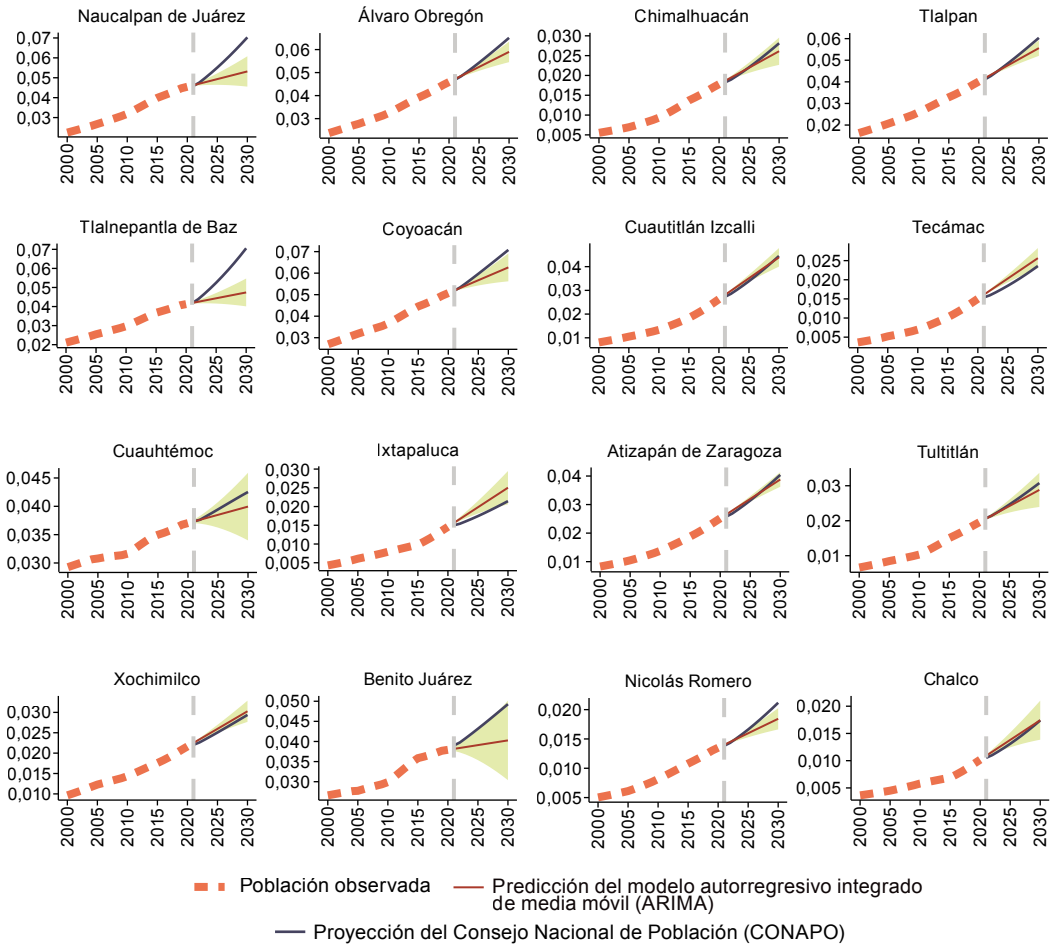 Naucalpan de Juárez
0,07
0,06
0,05
0,04
0,03
2000 2005 2010 2015 2020 2025 2030
Álvaro Obregón
0,06
0,05
0,04
0,03
2000 2005 2010 2015 2020 2025 2030
Chimalhuacán
0,030
0,025
0,020
0,015
0,010
0,005
2000 2005 2010 2015 2020 2025 2030
Tlalpan
0,06
0,05
0,04
0,03
0,02
2000 2005 2010 2015 2020 2025 2030
Tlalnepantla de Baz
0,07
0,06
0,05
0,04
0,03
0,02
2000 2005 2010 2015 2020 2025 2030
Coyoacán
0,07
0,06
0,05
0,04
0,03
2000 2005 2010 2015 2020 2025 2030
Cuautitlán Izcalli
0,04
0,03
0,02
0,01
2000 2005 2010 2015 2020 2025 2030
Tecámac
0,025
0,020
0,015
0,010
0,005
2000 2005 2010 2015 2020 2025 2030
Cuauhtémoc
0,045
0,040
0,035
0,030
2000 2005 2010 2015 2020 2025 2030
Ixtapaluca
0,030
0,025
0,020
0,015
0,010
0,005
2000 2005 2010 2015 2020 2025 2030
Atizapán de Zaragoza
0,04
0,03
0,02
0,01
2000 2005 2010 2015 2020 2025 2030
Tultitlán
0,03
0,02
0,01
2000 2005 2010 2015 2020 2025 2030
Xochimilco
0,030
0,025
0,020
0,015
0,010
2000 2005 2010 2015 2020 2025 2030
Benito Juárez
0,050
0,045
0,040
0,035
0,030
2000 2005 2010 2015 2020 2025 2030
Nicolás Romero
0,020
0,015
0,010
0,005
2000 2005 2010 2015 2020 2025 2030
Chalco
0,020
0,015
0,010
0,005
2000 2005 2010 2015 2020 2025 2030
Población observada
Predicción del modelo autorregresivo integrado
de media móvil (ARIMA)
Proyección del Consejo Nacional de Población (CONAPO)